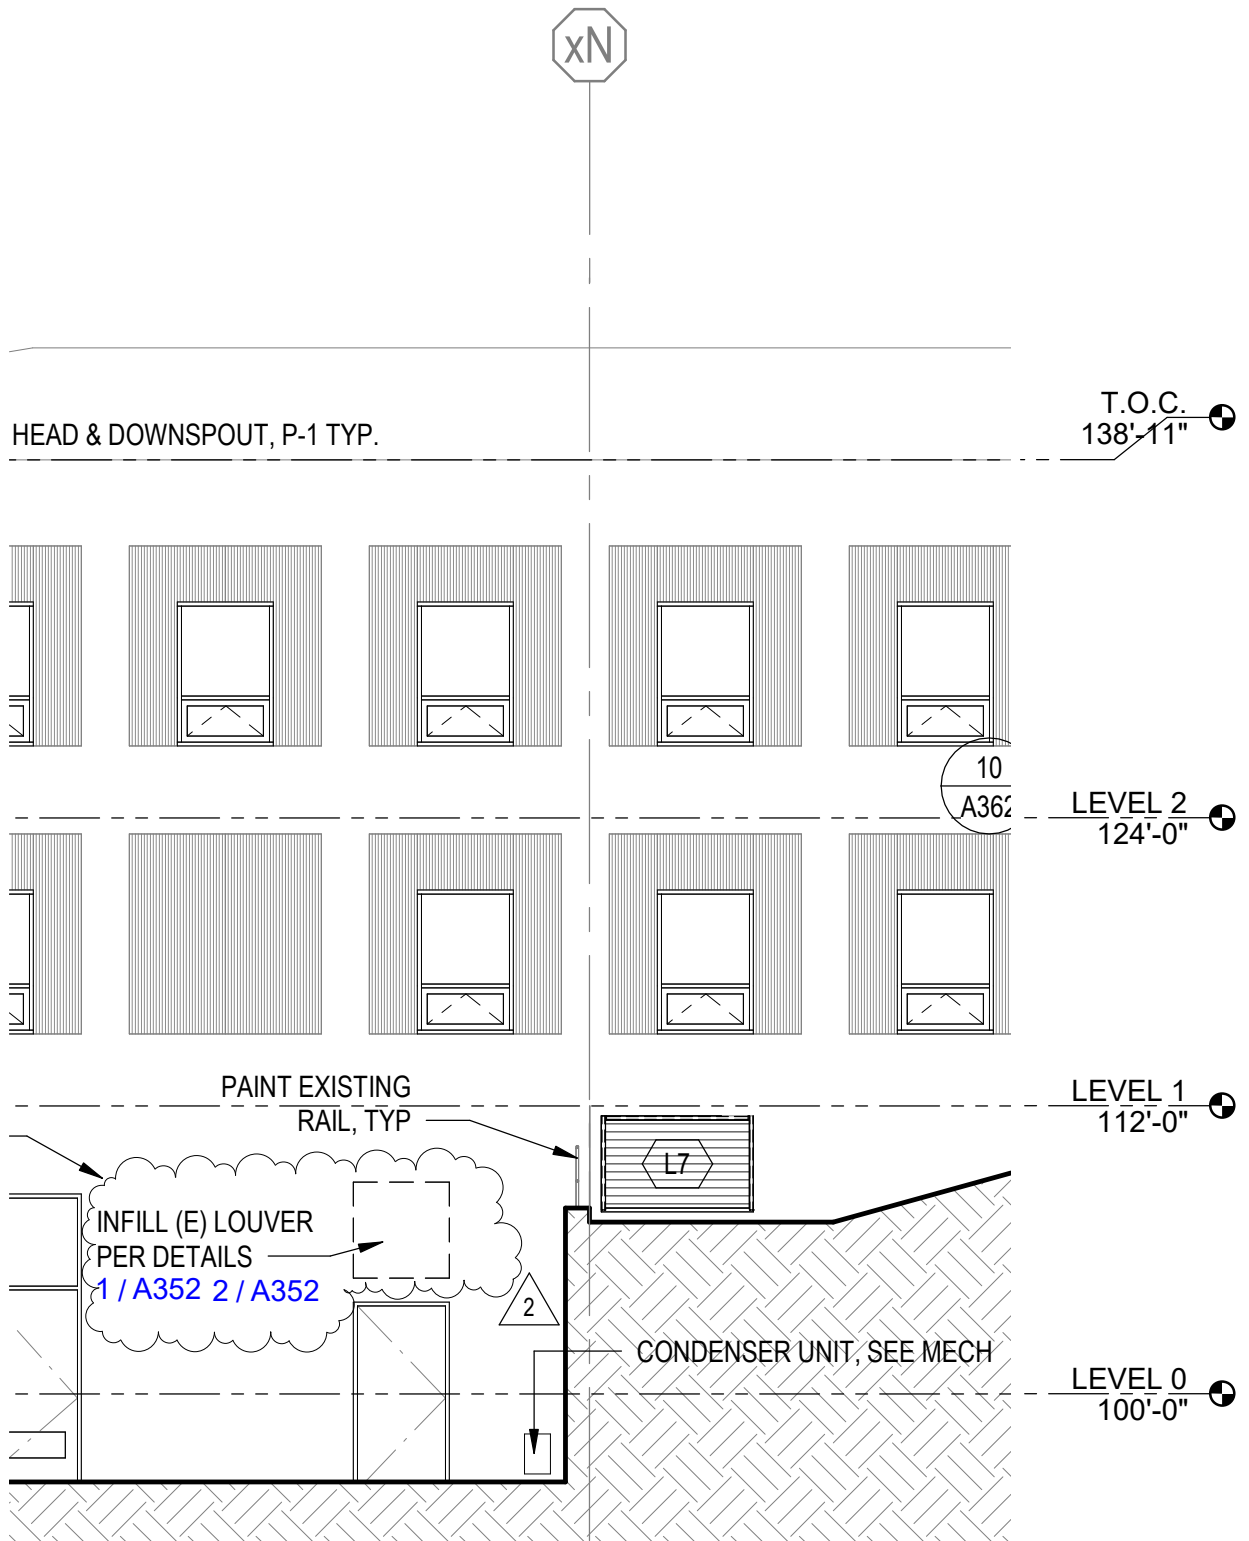 xN
T.O.C.
138'-11"
HEAD & DOWNSPOUT, P-1 TYP.
10
A362
LEVEL 2
124'-0"
PAINT EXISTING
RAIL, TYP
LEVEL 1
112'-0"
L7
INFILL (E) LOUVER
PER DETAILS
1 / A352 2 / A352
2
CONDENSER UNIT, SEE MECH
LEVEL 0
100'-0"